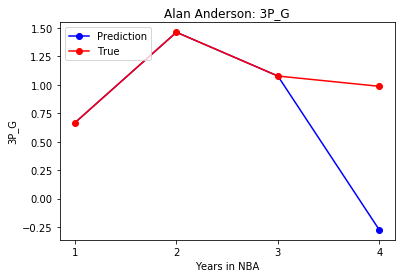 Alan Anderson: 3P_G
Prediction
True
3P_G
1.50
1.25
1.00
0.75
0.50
0.25
0.00
−0.25
1 2 3 4
Years in NBA